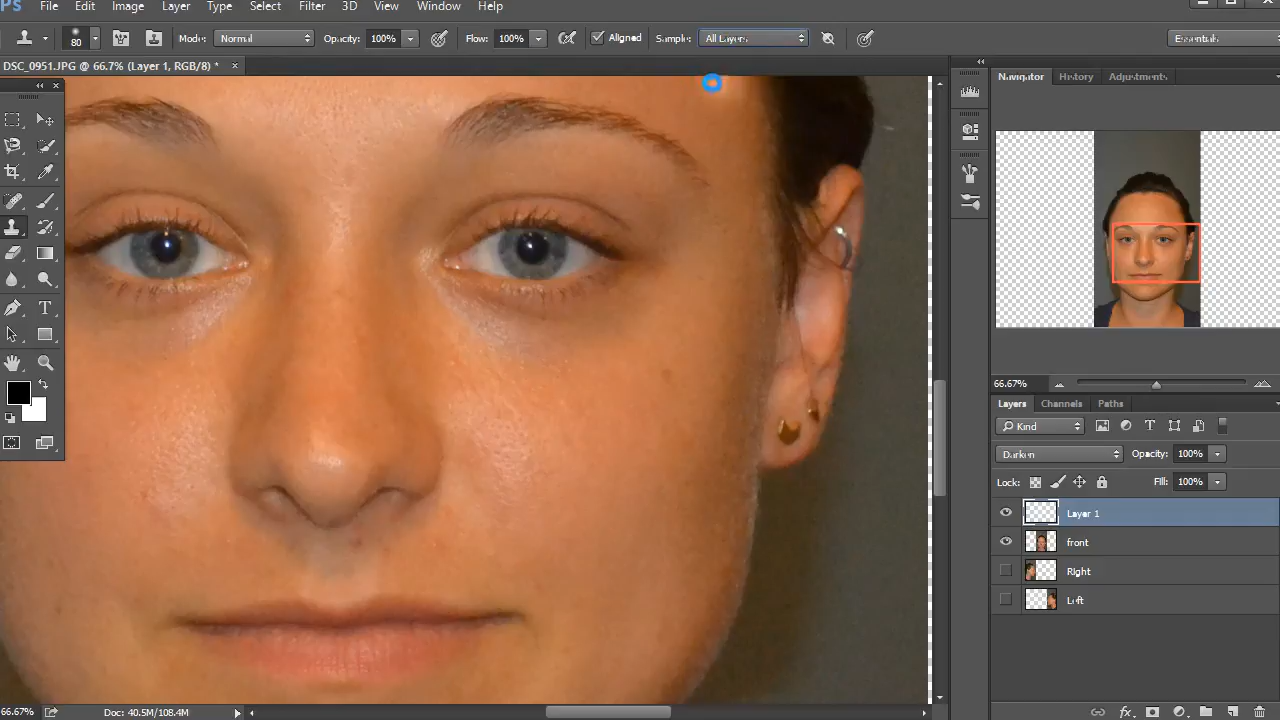 PS File Edit Image Layer Type Select Filter 3D View Window Help
80 Mode: Normal Opacity: 100% Flow: 100% Aligned Sample: All Layers Essentials
DSC_0951.JPG @ 66.7% (Layer 1, RGB/8) * ×
Navigator History Adjustments
66.67%
Layers Channels Paths
Kind
Darken Opacity: 100%
Lock: Fill: 100%
Layer 1
front
Right
Left
66.67% Doc: 40.5M/108.4M
fx